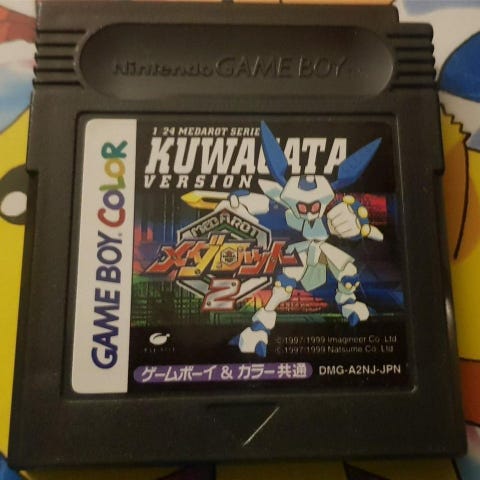 Nintendo GAME BOY
1/24 MEDAROT SERIE
KUWAGATA
VERSION
GAME BOY COLOR
MEDAROT
メダロット
2
©1997/1999 Imagineer Co. Ltd
©1997/1999 Natsume Co. Ltd
ゲームボーイ & カラー共通
DMG-A2NJ-JPN